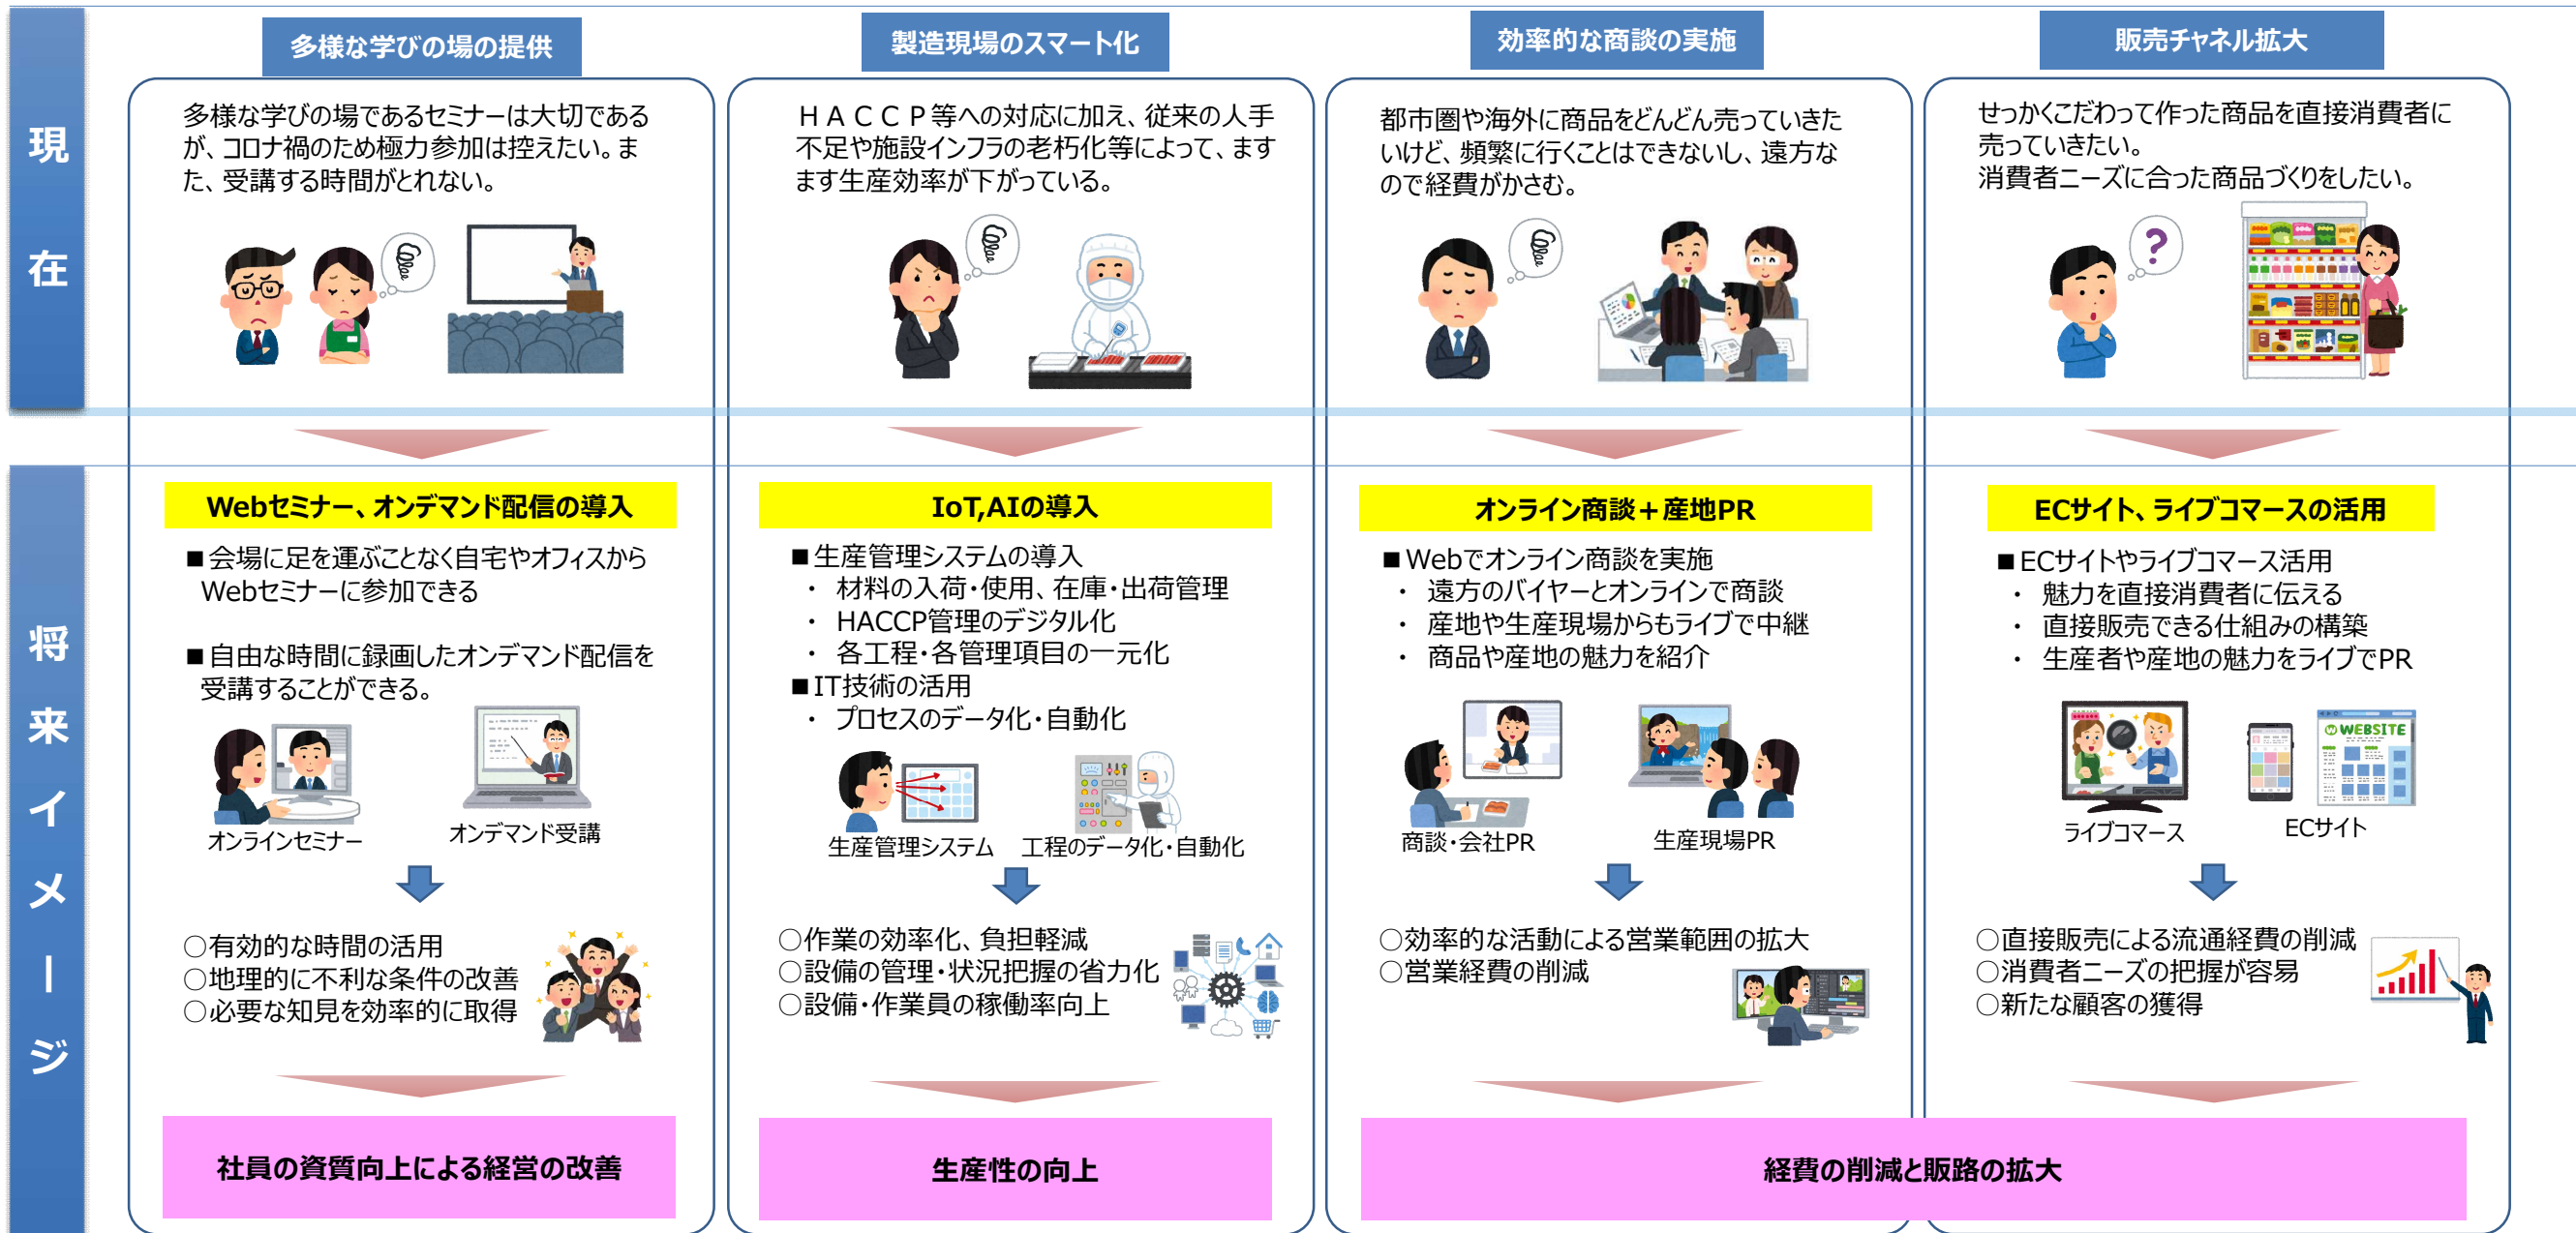 現在
多様な学びの場の提供
多様な学びの場であるセミナーは大切である
が、コロナ禍のため極力参加は控えたい。ま
た、受講する時間がとれない。
製造現場のスマート化
ＨＡＣＣＰ等への対応に加え、従来の人手
不足や施設インフラの老朽化等によって、ます
ます生産効率が下がっている。
効率的な商談の実施
都市圏や海外に商品をどんどん売っていきた
いけど、頻繁に行くことはできないし、遠方な
ので経費がかさむ。
販売チャネル拡大
せっかくこだわって作った商品を直接消費者に
売っていきたい。
消費者ニーズに合った商品づくりをしたい。
?
将来イメージ
Webセミナー、オンデマンド配信の導入
■会場に足を運ぶことなく自宅やオフィスから
Webセミナーに参加できる
■自由な時間に録画したオンデマンド配信を
受講することができる。
オンラインセミナー
オンデマンド受講
○有効的な時間の活用
○地理的に不利な条件の改善
○必要な知見を効率的に取得
社員の資質向上による経営の改善
IoT,AIの導入
■生産管理システムの導入
・ 材料の入荷・使用、在庫・出荷管理
・ HACCP管理のデジタル化
・ 各工程・各管理項目の一元化
■IT技術の活用
・ プロセスのデータ化・自動化
生産管理システム
工程のデータ化・自動化
○作業の効率化、負担軽減
○設備の管理・状況把握の省力化
○設備・作業員の稼働率向上
生産性の向上
オンライン商談＋産地PR
■Webでオンライン商談を実施
・ 遠方のバイヤーとオンラインで商談
・ 産地や生産現場からもライブで中継
・ 商品や産地の魅力を紹介
商談・会社PR
生産現場PR
○効率的な活動による営業範囲の拡大
○営業経費の削減
ECサイト、ライブコマースの活用
■ECサイトやライブコマース活用
・ 魅力を直接消費者に伝える
・ 直接販売できる仕組みの構築
・ 生産者や産地の魅力をライブでPR
W WEBSITE
ライブコマース
ECサイト
○直接販売による流通経費の削減
○消費者ニーズの把握が容易
○新たな顧客の獲得
経費の削減と販路の拡大